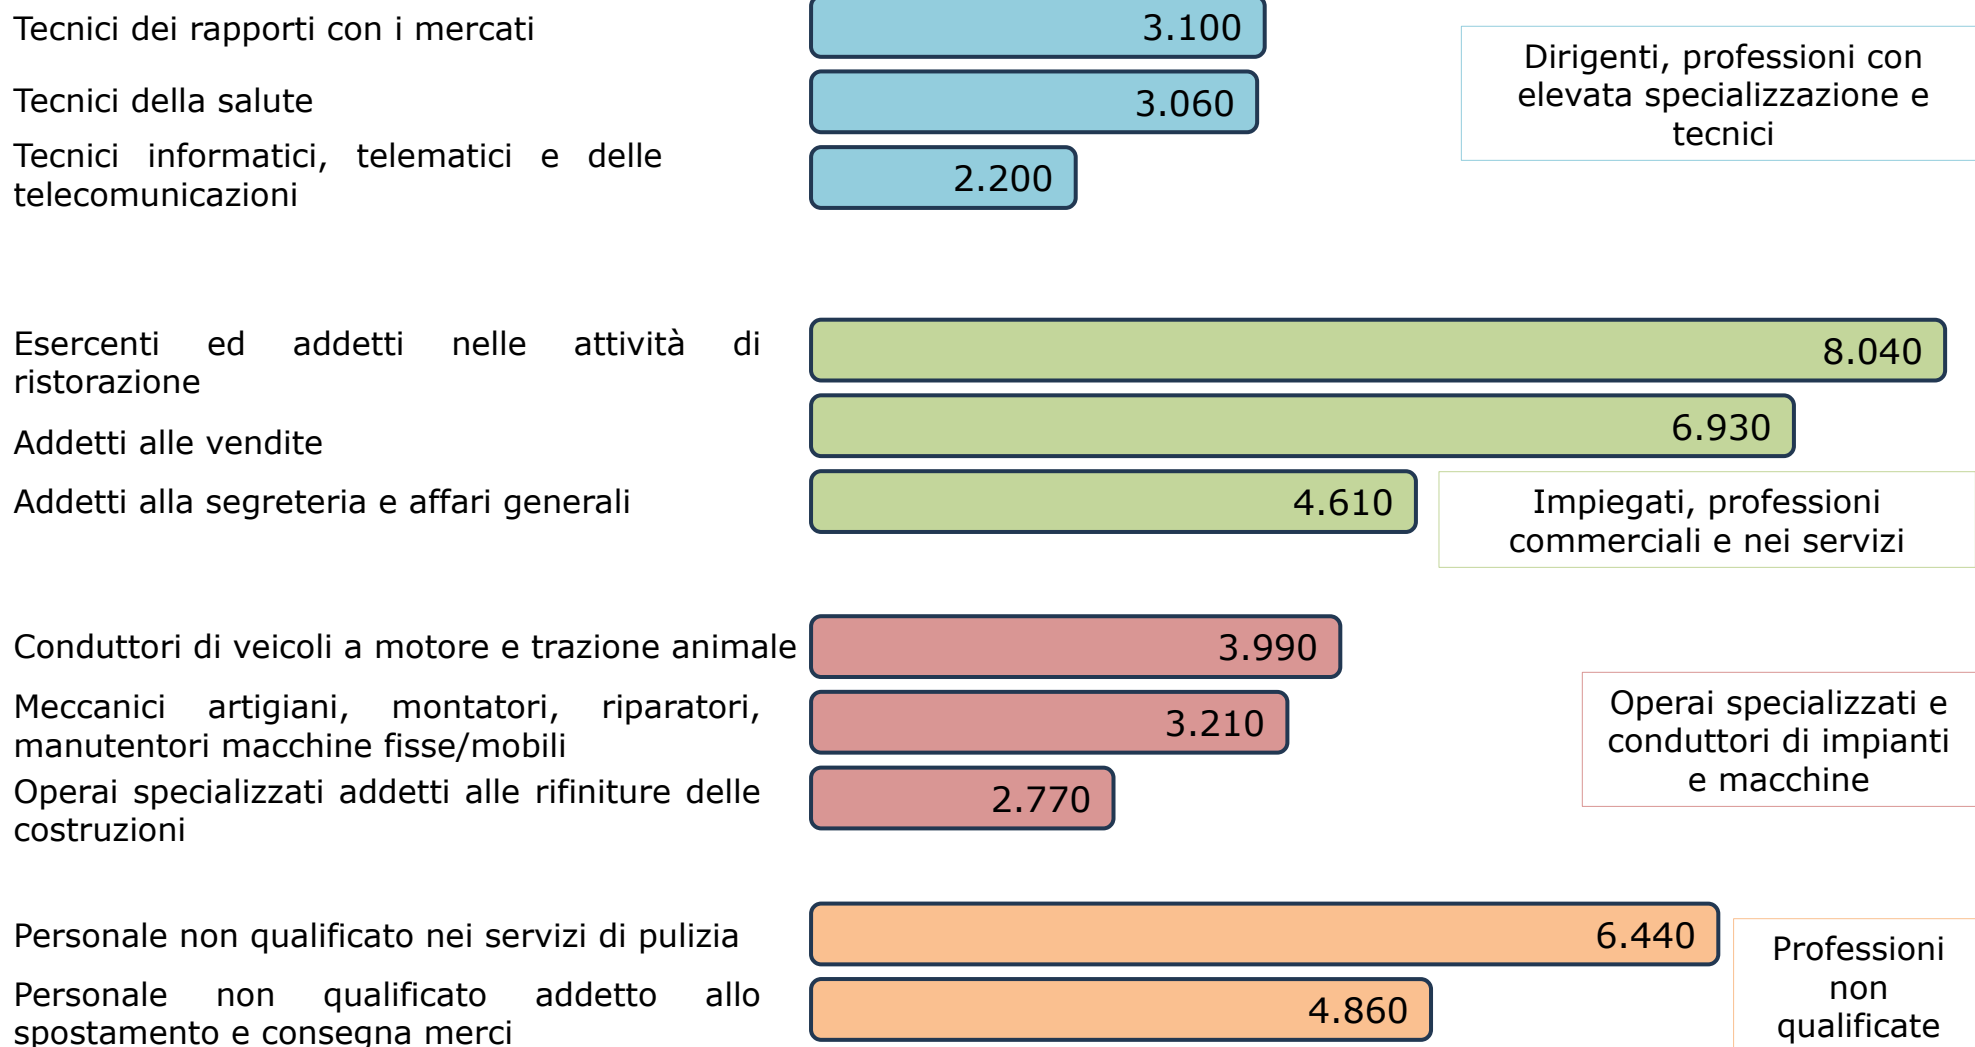 Tecnici dei rapporti con i mercati
3.100
Dirigenti, professioni con
elevata specializzazione e
tecnici
Tecnici della salute
3.060
Tecnici informatici, telematici e delle
telecomunicazioni
2.200
Esercenti ed addetti nelle attività di
ristorazione
8.040
Addetti alle vendite
6.930
Addetti alla segreteria e affari generali
4.610
Impiegati, professioni
commerciali e nei servizi
Conduttori di veicoli a motore e trazione animale
3.990
Meccanici artigiani, montatori, riparatori,
manutentori macchine fisse/mobili
3.210
Operai specializzati e
conduttori di impianti
e macchine
Operai specializzati addetti alle rifiniture delle
costruzioni
2.770
Personale non qualificato nei servizi di pulizia
6.440
Professioni
non
qualificate
Personale non qualificato addetto allo
spostamento e consegna merci
4.860